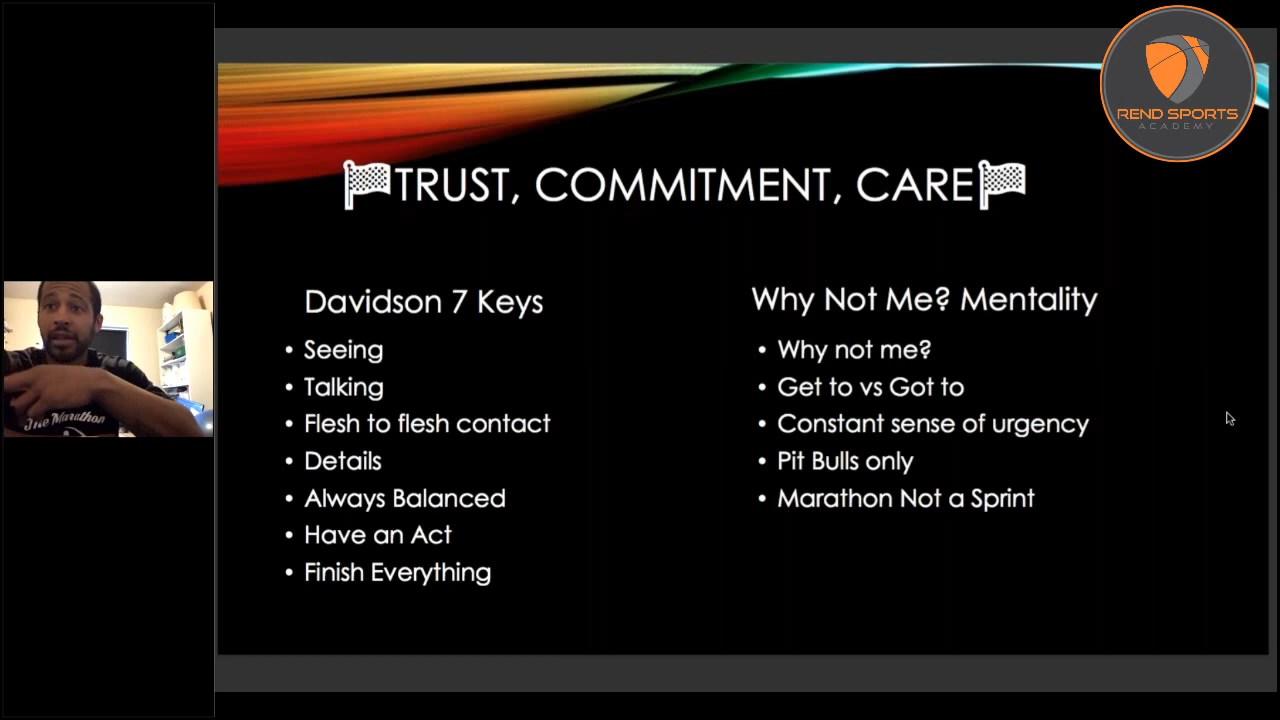 REND SPORTS
ACADEMY
TRUST, COMMITMENT, CARE
Davidson 7 Keys
• Seeing
• Talking
• Flesh to flesh contact
• Details
• Always Balanced
• Have an Act
• Finish Everything
Why Not Me? Mentality
• Why not me?
• Get to vs Got to
• Constant sense of urgency
• Pit Bulls only
• Marathon Not a Sprint
The Marathon